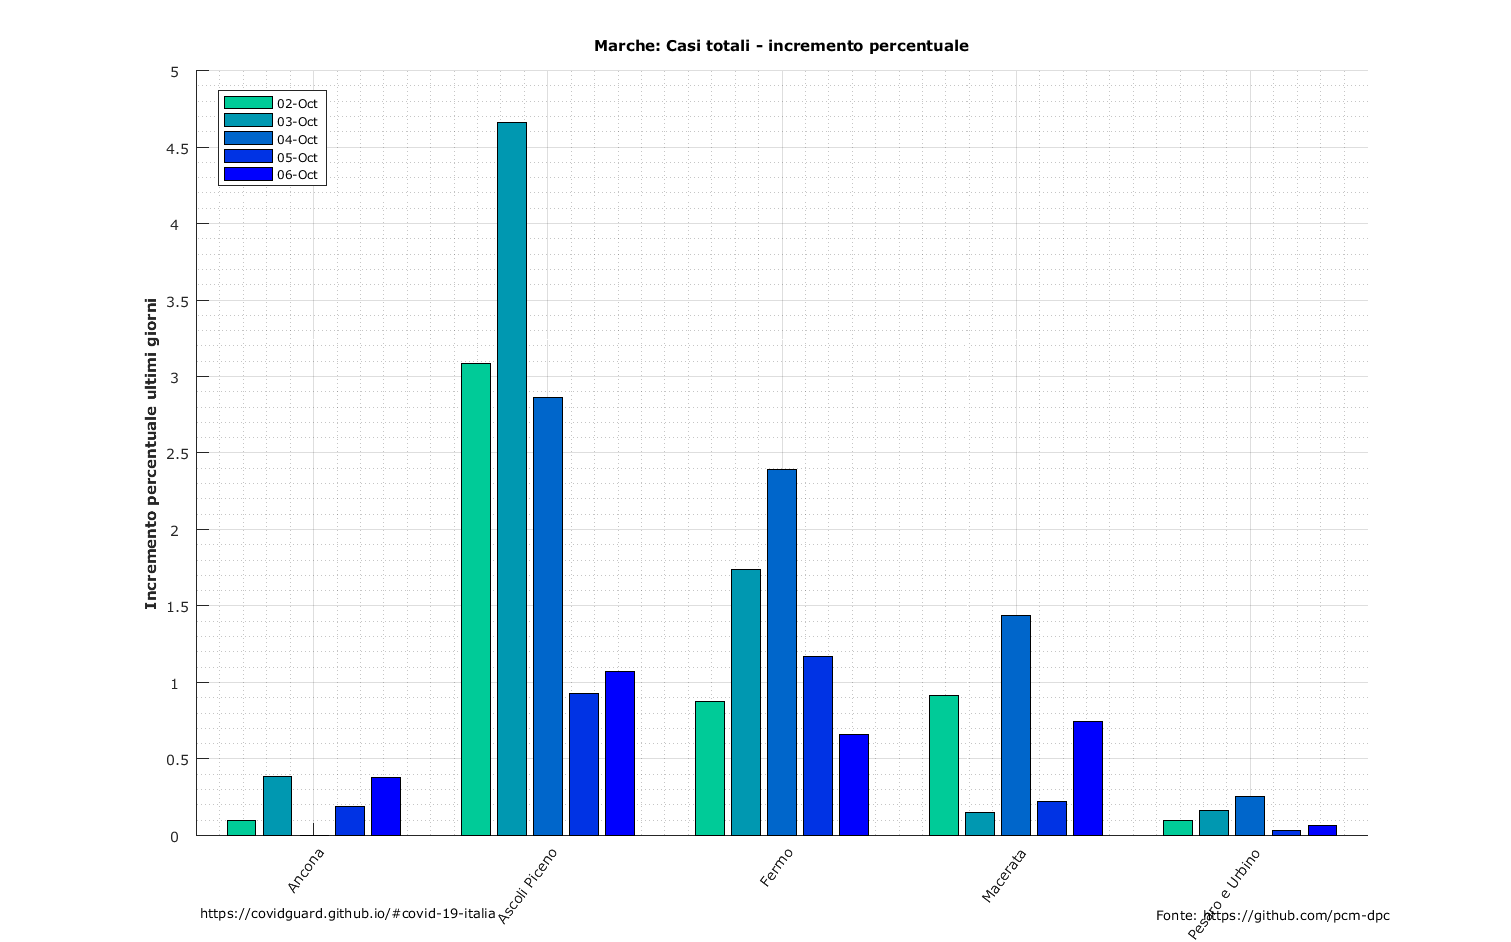 Marche: Casi totali - incremento percentuale
5
4.5
4
3.5
3
2.5
2
1.5
1
0.5
0
Incremento percentuale ultimi giorni
02-Oct
03-Oct
04-Oct
05-Oct
06-Oct
Ancona
Ascoli Piceno
Fermo
Macerata
Pesaro e Urbino
https://covidguard.github.io/#covid-19-italia
Fonte: https://github.com/pcm-dpc